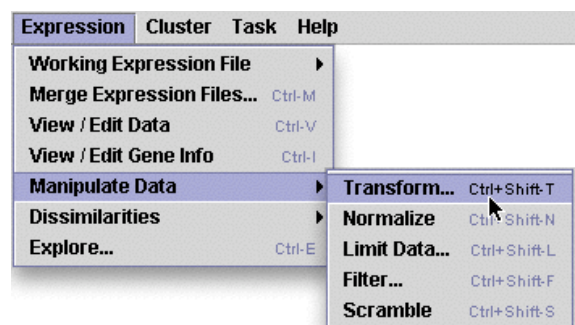 Expression Cluster Task Help
Working Expression File
Merge Expression Files... Ctrl-M
View / Edit Data Ctrl-V
View / Edit Gene Info Ctrl-I
Manipulate Data
Transform... Ctrl+Shift-T
Dissimilarities
Normalize Ctrl+Shift-N
Explore... Ctrl-E
Limit Data... Ctrl+Shift-L
Filter... Ctrl+Shift-F
Scramble Ctrl+Shift-S